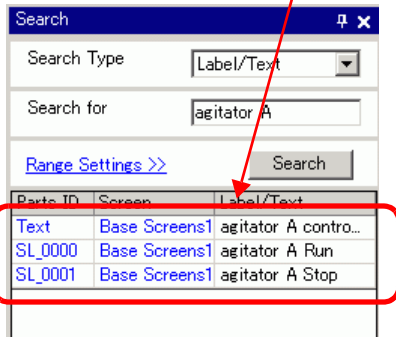 Search
Search Type Label/Text
Search for agitator A
Range Settings >> Search
Parts ID Screen Label/Text
Text Base Screens1 agitator A contro...
SL_0000 Base Screens1 agitator A Run
SL_0001 Base Screens1 agitator A Stop